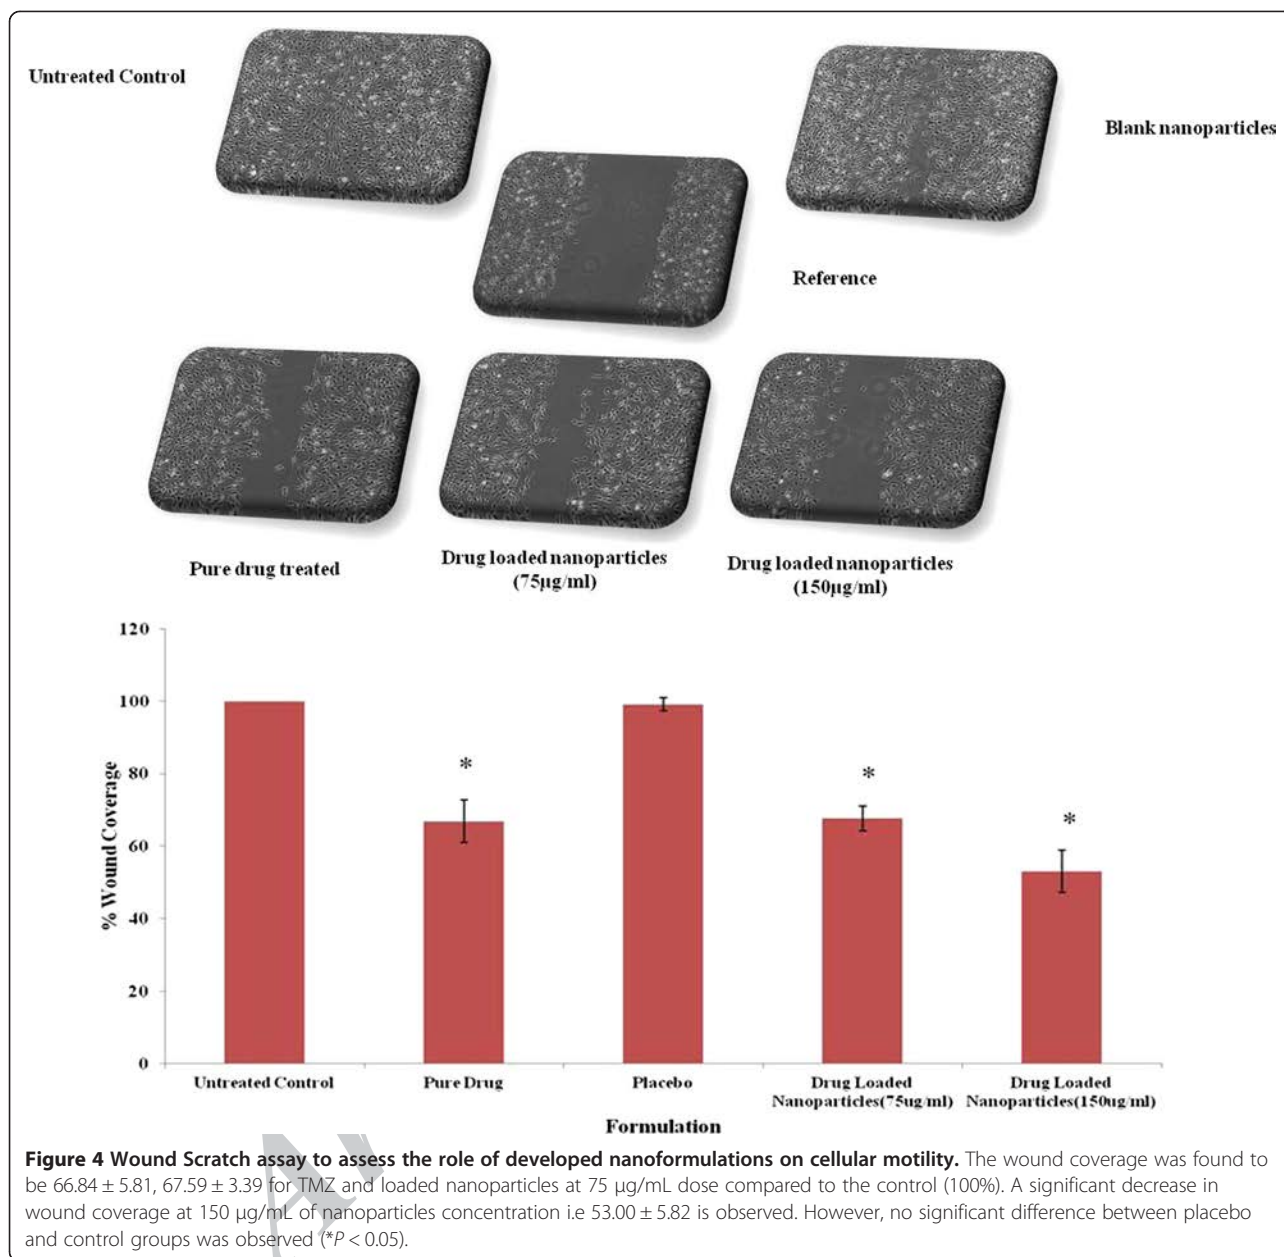 Untreated Control
Blank nanoparticles
Reference
Pure drug treated
Drug loaded nanoparticles
(75µg/ml)
Drug loaded nanoparticles
(150µg/ml)
120
100
80
60
40
20
0
% Wound Coverage
*
*
*
Untreated Control
Pure Drug
Placebo
Drug Loaded
Nanoparticles(75ug/ml)
Drug Loaded
Nanoparticles(150ug/ml)
Formulation
Figure 4 Wound Scratch assay to assess the role of developed nanoformulations on cellular motility. The wound coverage was found to
be 66.84 ± 5.81, 67.59 ± 3.39 for TMZ and loaded nanoparticles at 75 μg/mL dose compared to the control (100%). A significant decrease in
wound coverage at 150 μg/mL of nanoparticles concentration i.e 53.00 ± 5.82 is observed. However, no significant difference between placebo
and control groups was observed (*P < 0.05).